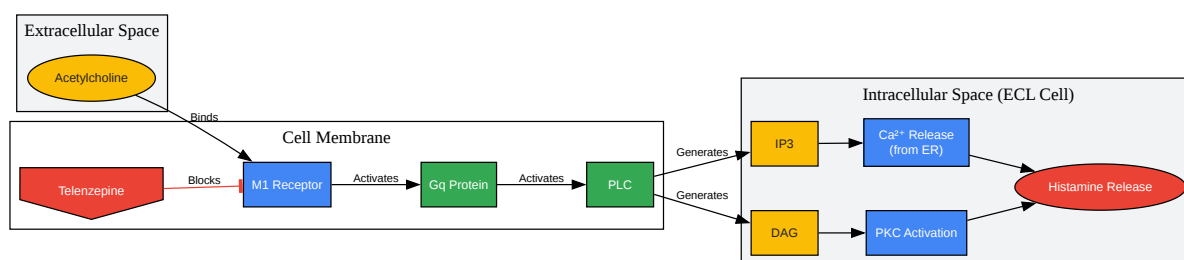 Extracellular Space
Acetylcholine
Binds
Cell Membrane
Telenzepine
Blocks
M1 Receptor
Activates
Gq Protein
Activates
PLC
Generates
Generates
Intracellular Space (ECL Cell)
IP3
Ca²⁺ Release
(from ER)
DAG
PKC Activation
Histamine Release